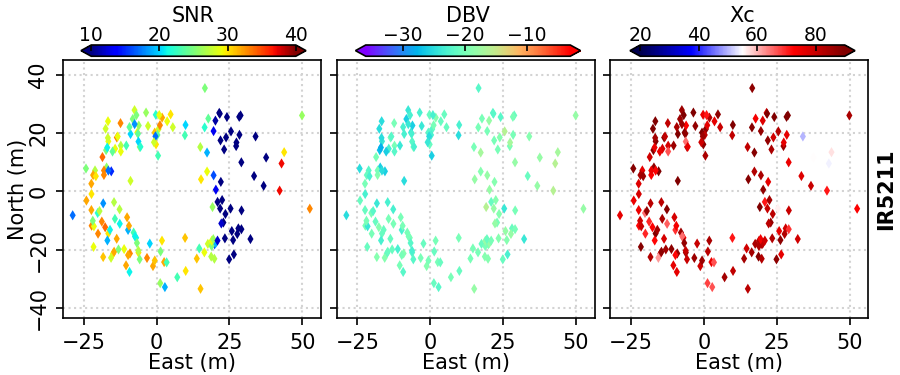 SNR DBV Xc
10 20 30 40 −30 −20 −10 20 40 60 80
40
20
0
−20
−40
North (m)
−25 0 25 50 −25 0 25 50 −25 0 25 50
East (m) East (m) East (m)
IR5211